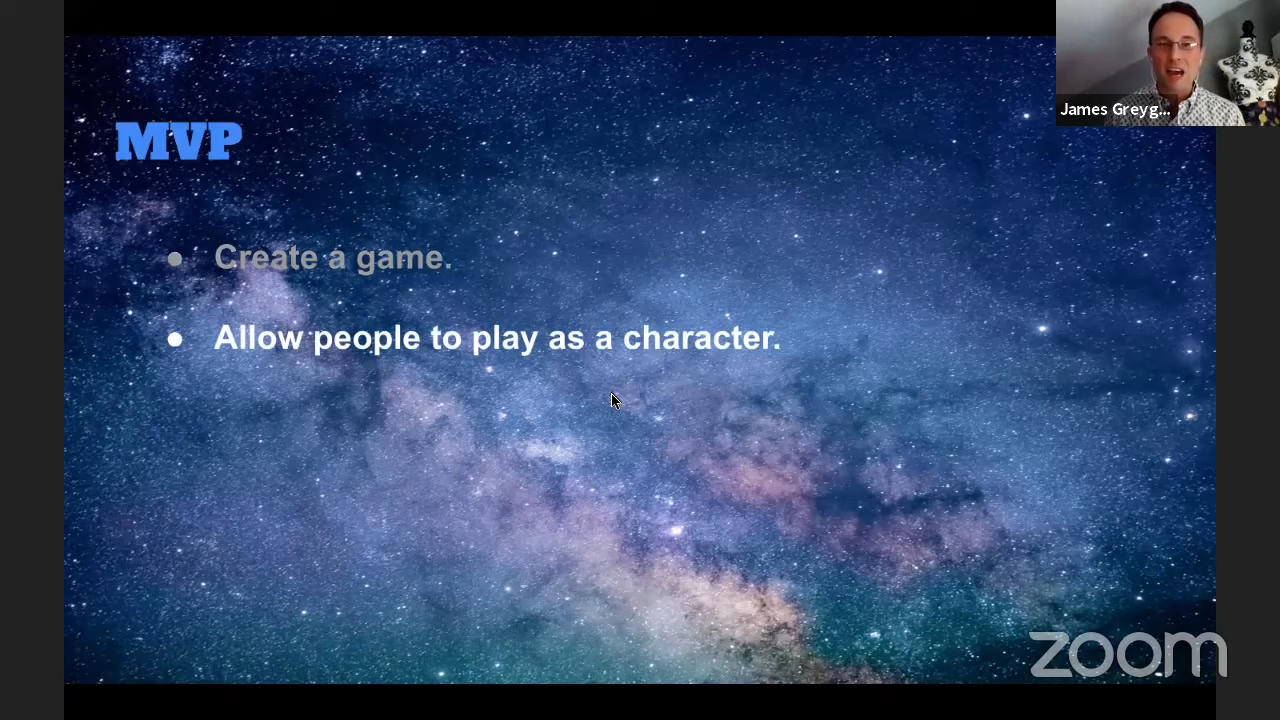 James Greyg...
MVP
● Create a game.
● Allow people to play as a character.
zoom